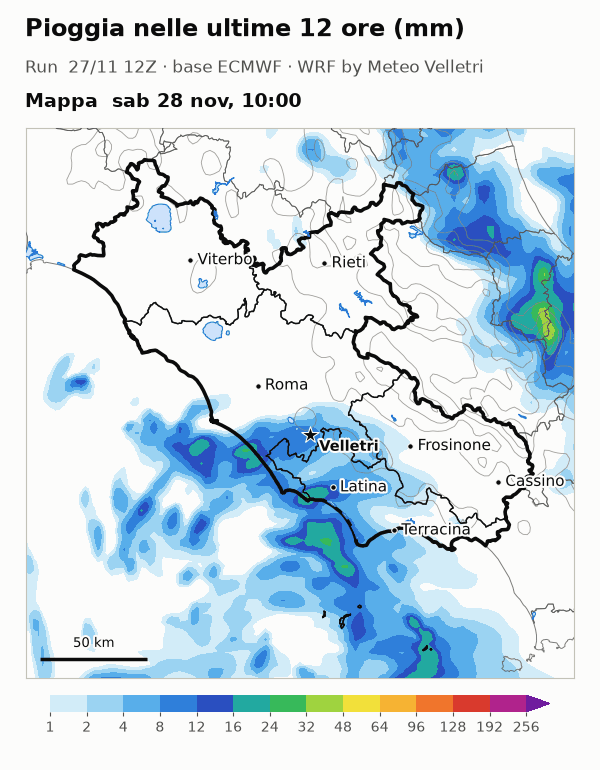 Pioggia nelle ultime 12 ore (mm)
Run  27/11 12Z · base ECMWF · WRF by Meteo Velletri
Mappa  sab 28 nov, 10:00
Viterbo
Rieti
Roma
Velletri
Frosinone
Latina
Cassino
Terracina
50 km
1 2 4 8 12 16 24 32 48 64 96 128 192 256